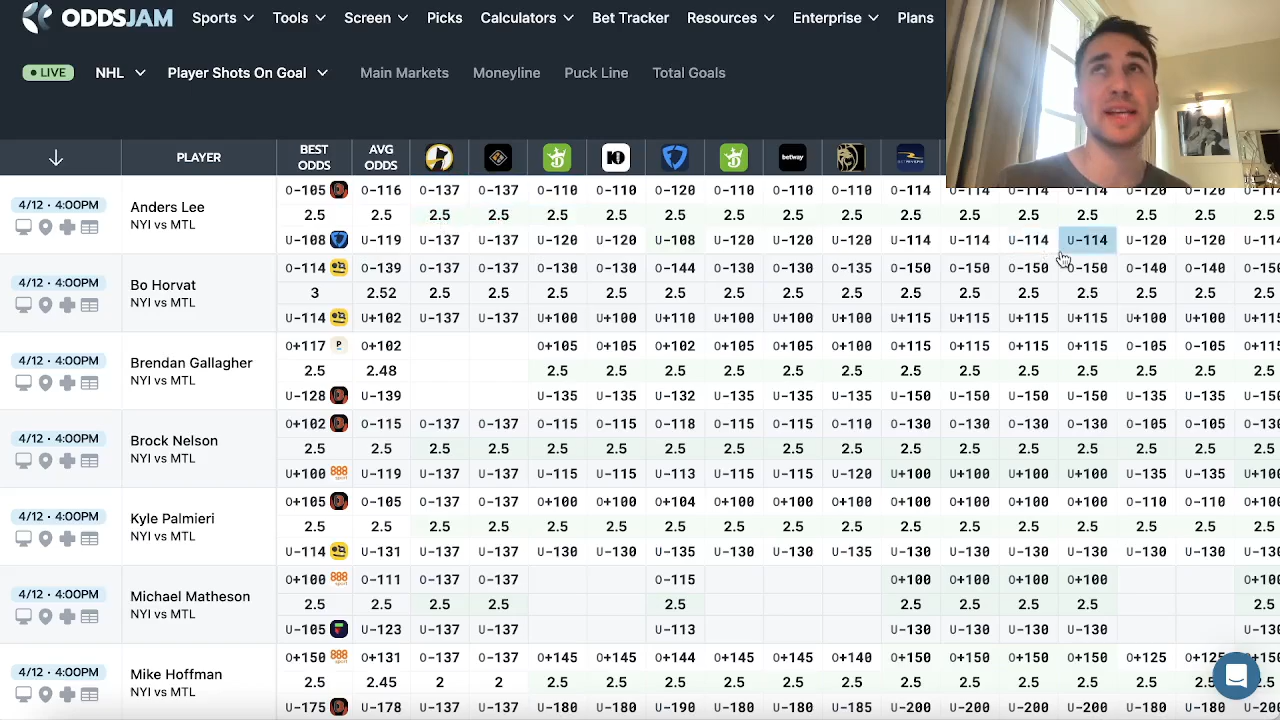 ODDSJAM Sports Tools Screen Picks Calculators Bet Tracker Resources Enterprise Plans
LIVE NHL Player Shots On Goal Main Markets Moneyline Puck Line Total Goals
PLAYER BEST ODDS AVG ODDS 10 betway BETRIVERS
O-105 O-116 O-137 O-137 O-110 O-110 O-120 O-110 O-110 O-110 O-114 O-114 O-114 O-114 O-120 O-120 O-114
4/12 • 4:00PM Anders Lee 2.5 2.5 2.5 2.5 2.5 2.5 2.5 2.5 2.5 2.5 2.5 2.5 2.5 2.5 2.5 2.5 2.5
NYI vs MTL
U-108 U-119 U-137 U-137 U-120 U-120 U-108 U-120 U-120 U-120 U-114 U-114 U-114 U-114 U-120 U-120 U-114
O-114 O-139 O-137 O-137 O-130 O-130 O-144 O-130 O-130 O-135 O-150 O-150 O-150 O-150 O-140 O-140 O-150
4/12 • 4:00PM Bo Horvat 3 2.52 2.5 2.5 2.5 2.5 2.5 2.5 2.5 2.5 2.5 2.5 2.5 2.5 2.5 2.5 2.5
NYI vs MTL
U-114 U+102 U-137 U-137 U+100 U+100 U+110 U+100 U+100 U+100 U+115 U+115 U+115 U+115 U+100 U+100 U+115
O+117 P O+102 O+105 O+105 O+102 O+105 O+105 O+100 O+115 O+115 O+115 O+115 O-105 O-105 O+115
4/12 • 4:00PM Brendan Gallagher 2.5 2.48 2.5 2.5 2.5 2.5 2.5 2.5 2.5 2.5 2.5 2.5 2.5 2.5 2.5
NYI vs MTL
U-128 U-139 U-135 U-135 U-132 U-135 U-135 U-135 U-150 U-150 U-150 U-150 U-135 U-135 U-150
O+102 O-115 O-137 O-137 O-115 O-115 O-118 O-115 O-115 O-110 O-130 O-130 O-130 O-130 O-105 O-105 O-130
4/12 • 4:00PM Brock Nelson 2.5 2.5 2.5 2.5 2.5 2.5 2.5 2.5 2.5 2.5 2.5 2.5 2.5 2.5 2.5 2.5 2.5
NYI vs MTL
U+100 888 sport U-119 U-137 U-137 U-115 U-115 U-113 U-115 U-115 U-120 U+100 U+100 U+100 U+100 U-135 U-135 U+100
O+105 O-105 O-137 O-137 O+100 O+100 O+104 O+100 O+100 O+100 O+100 O+100 O+100 O+100 O-110 O-110 O+100
4/12 • 4:00PM Kyle Palmieri 2.5 2.5 2.5 2.5 2.5 2.5 2.5 2.5 2.5 2.5 2.5 2.5 2.5 2.5 2.5 2.5 2.5
NYI vs MTL
U-114 U-131 U-137 U-137 U-130 U-130 U-135 U-130 U-130 U-135 U-130 U-130 U-130 U-130 U-130 U-130 U-130
O+100 888 sport O-111 O-137 O-137 O-115 O+100 O+100 O+100 O+100 O+100
4/12 • 4:00PM Michael Matheson 2.5 2.5 2.5 2.5 2.5 2.5 2.5 2.5 2.5 2.5
NYI vs MTL
U-105 U-123 U-137 U-137 U-113 U-130 U-130 U-130 U-130 U-130
O+150 888 sport O+131 O-137 O-137 O+145 O+145 O+144 O+145 O+145 O+140 O+150 O+150 O+150 O+150 O+125 O+125 O+150
4/12 • 4:00PM Mike Hoffman 2.5 2.45 2 2 2.5 2.5 2.5 2.5 2.5 2.5 2.5 2.5 2.5 2.5 2.5 2.5
NYI vs MTL
U-175 U-178 U-137 U-137 U-180 U-180 U-190 U-180 U-180 U-185 U-200 U-200 U-200 U-200 U-180 U-180 U-200